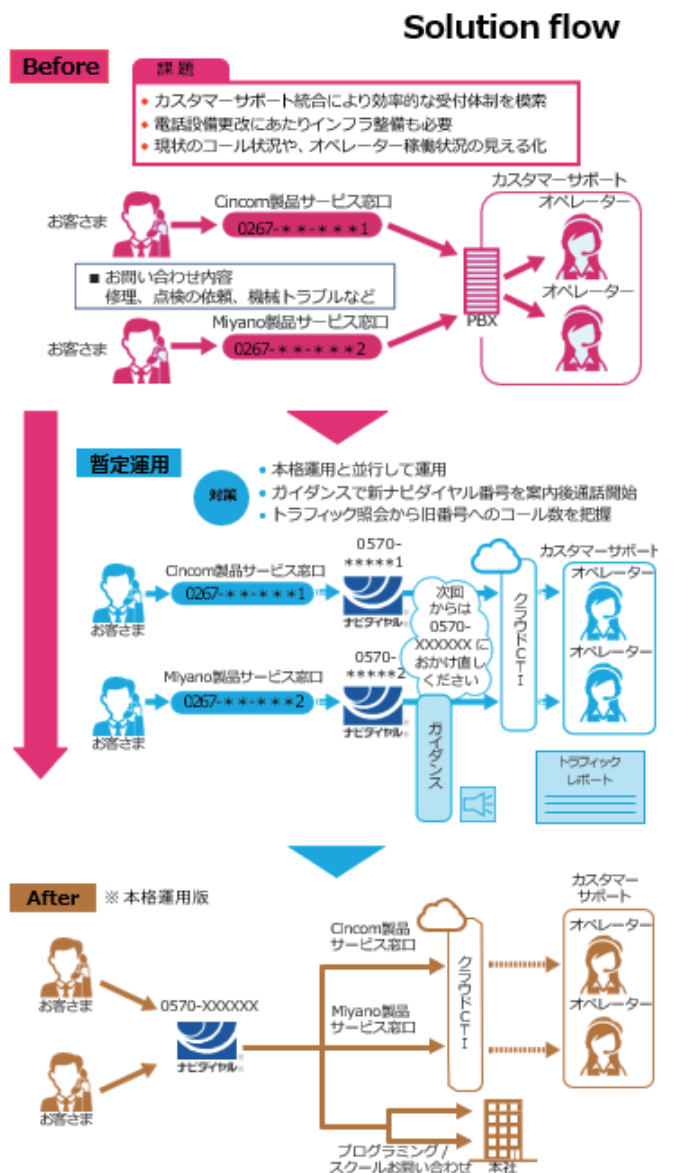 Solution flow
Before
課題
• カスタマーサポート統合により効率的な受付体制を模索
• 電話設備更改にあたりインフラ整備も必要
• 現状のコール状況や、オペレーター稼働状況の見える化
カスタマーサポート
お客さま
Cincom製品サービス窓口
0267-**-***1
オペレーター
■ お問い合わせ内容
修理、点検の依頼、機械トラブルなど
オペレーター
PBX
お客さま
Miyano製品サービス窓口
0267-**-***2
暫定運用
対策
• 本格運用と並行して運用
• ガイダンスで新ナビダイヤル番号を案内後通話開始
• トラフィック照会から旧番号へのコール数を把握
お客さま
Cincom製品サービス窓口
0267-**-***1
0570-
*****1
ナビダイヤル
次回
からは
0570-
XXXXXXに
おかけ直し
ください
クラウドCTI
カスタマーサポート
オペレーター
オペレーター
お客さま
Miyano製品サービス窓口
0267-**-***2
0570-
*****2
ナビダイヤル
ガイダンス
トラフィック
レポート
After
※ 本格運用版
お客さま
お客さま
0570-XXXXXX
ナビダイヤル
Cincom製品
サービス窓口
Miyano製品
サービス窓口
クラウドCTI
カスタマー
サポート
オペレーター
オペレーター
プログラミング/
スクールお問い合わせ
本社